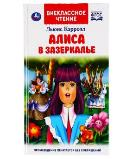 ВНЕКЛАССНОЕ ЧТЕНИЕ
Льюис Кэрролл
АЛИСА
В ЗАЗЕРКАЛЬЕ